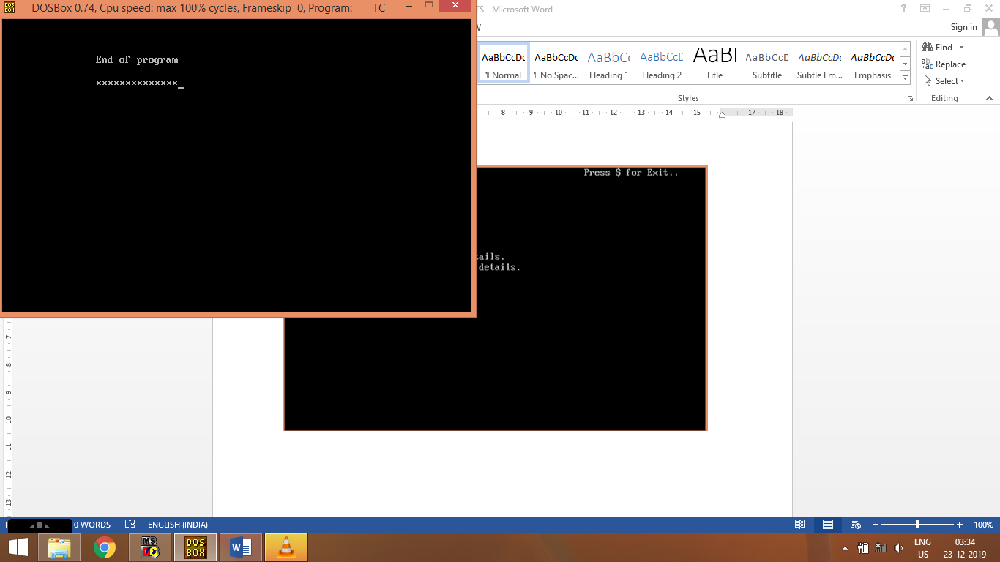 DOSBox 0.74, Cpu speed: max 100% cycles, Frameskip 0, Program: TC
End of program
**************_
TS - Microsoft Word
Sign in
AaBbCcDc AaBbCcDc AaBbCc AaBbCcD AaBl AaBbCcD AaBbCcDc AaBbCcDc
¶ Normal ¶ No Spac... Heading 1 Heading 2 Title Subtitle Subtle Em... Emphasis
Styles
Find
Replace
Select
Editing
8 9 10 11 12 13 14 15 17 18
Press $ for Exit..
tails.
details.
7
8
9
10
11
12
13
0 WORDS ENGLISH (INDIA) 100%
MS
DOS
BOX
W
ENG
US
03:34
23-12-2019